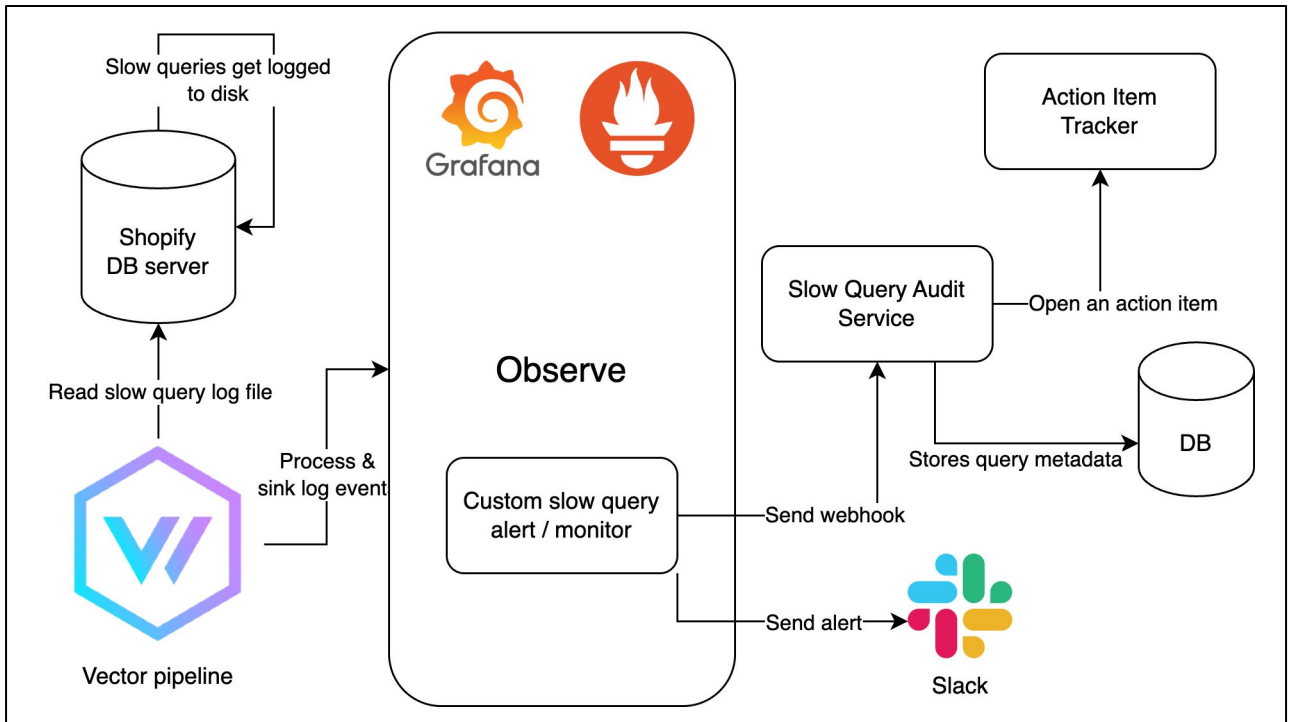 Slow queries get logged
to disk
Shopify
DB server
Read slow query log file
Vector pipeline
Process &
sink log event
Grafana
Observe
Custom slow query
alert / monitor
Send webhook
Send alert
Slack
Slow Query Audit
Service
Action Item
Tracker
Open an action item
Stores query metadata
DB